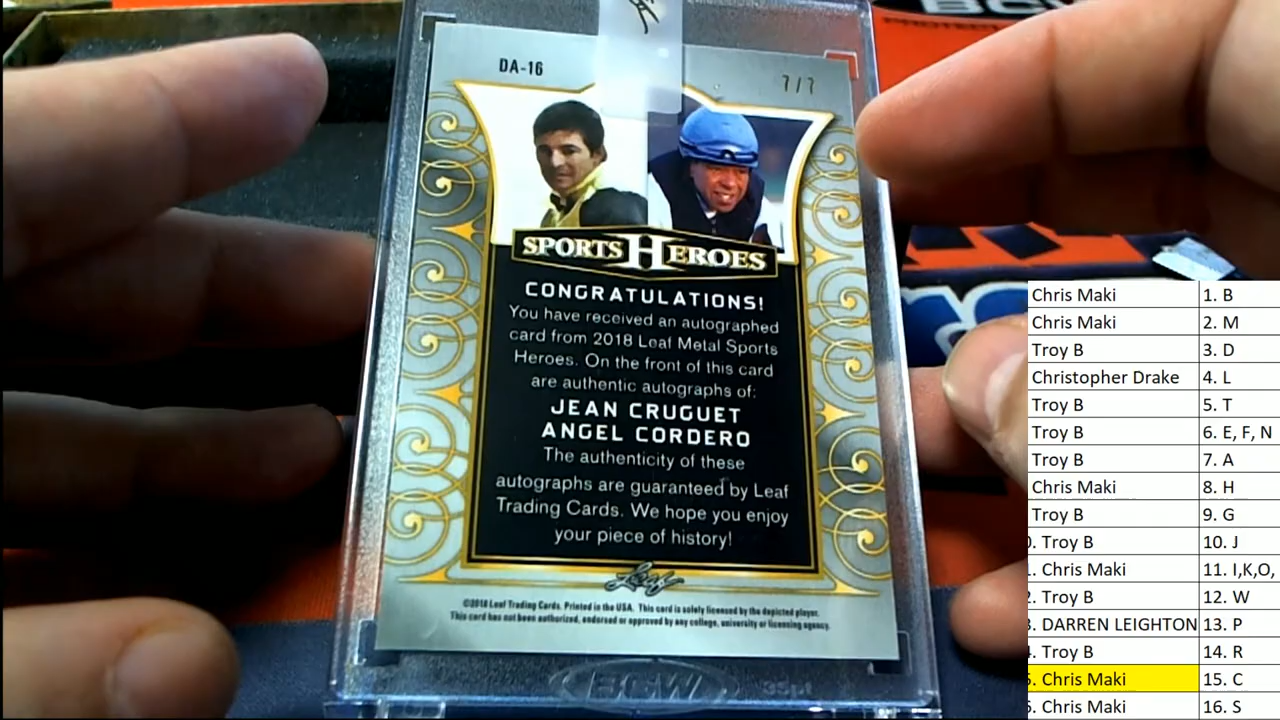 DA-16
7/7
SPORTS HEROES
CONGRATULATIONS!
You have received an autographed
card from 2018 Leaf Metal Sports
Heroes. On the front of this card
are authentic autographs of:
JEAN CRUGUET
ANGEL CORDERO
The authenticity of these
autographs are guaranteed by Leaf
Trading Cards. We hope you enjoy
your piece of history!
Leaf
©2018 Leaf Trading Cards. Printed in the USA. This card is solely licensed by the depicted player.
This card has not been authorized, endorsed or approved by any college, university or licensing agency.
BCW 35pt
Chris Maki 1. B
Chris Maki 2. M
Troy B 3. D
Christopher Drake 4. L
Troy B 5. T
Troy B 6. E, F, N
Troy B 7. A
Chris Maki 8. H
Troy B 9. G
. Troy B 10. J
. Chris Maki 11. I,K,O,
. Troy B 12. W
. DARREN LEIGHTON 13. P
. Troy B 14. R
. Chris Maki 15. C
. Chris Maki 16. S